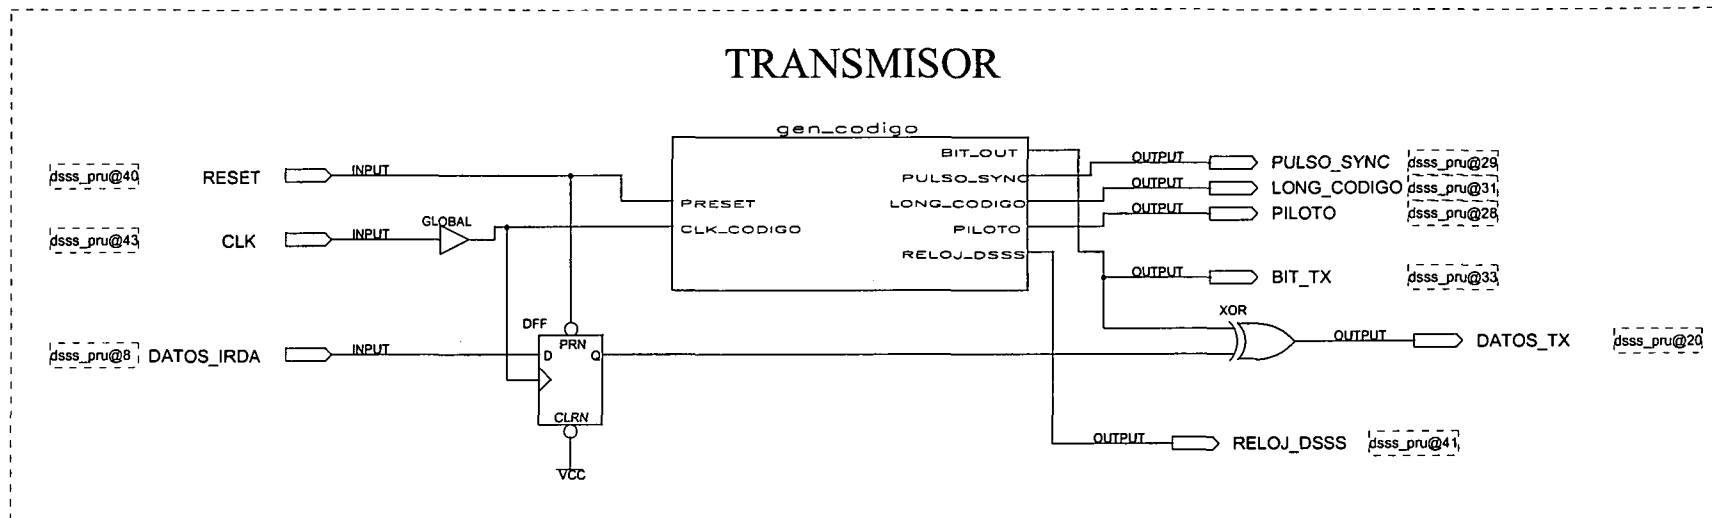 TRANSMISOR
gen_codigo
BIT_OUT
PULSO_SYNC
LONG_CODIGO
PILOTO
RELOJ_DSSS
PRESET
CLK_CODIGO
dsss_pru@40 RESET INPUT
dsss_pru@43 CLK INPUT GLOBAL
dsss_pru@8 DATOS_IRDA INPUT
DFF
PRN
D Q
CLRN
VCC
OUTPUT PULSO_SYNC dsss_pru@29
OUTPUT LONG_CODIGO dsss_pru@31
OUTPUT PILOTO dsss_pru@28
OUTPUT BIT_TX dsss_pru@33
XOR
OUTPUT DATOS_TX dsss_pru@20
OUTPUT RELOJ_DSSS dsss_pru@41